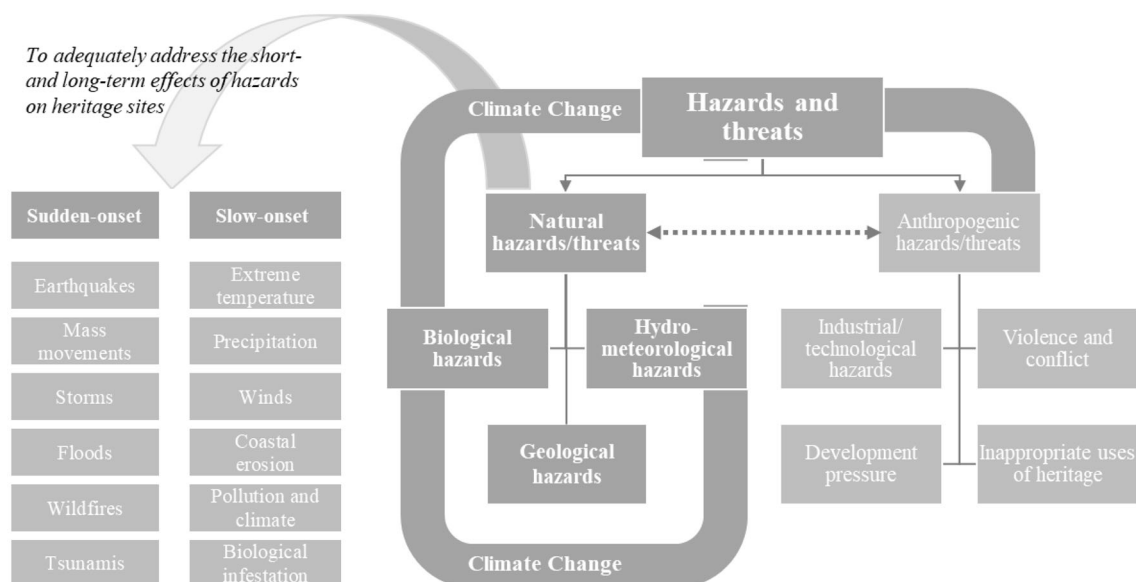 To adequately address the short-
and long-term effects of hazards
on heritage sites
Climate Change
Hazards and
threats
Sudden-onset
Slow-onset
Natural
hazards/threats
Anthropogenic
hazards/threats
Earthquakes
Extreme
temperature
Mass
movements
Precipitation
Biological
hazards
Hydro-
meteorological
hazards
Industrial/
technological
hazards
Violence and
conflict
Storms
Winds
Floods
Coastal
erosion
Geological
hazards
Development
pressure
Inappropriate uses
of heritage
Wildfires
Pollution and
climate
Tsunamis
Biological
infestation
Climate Change